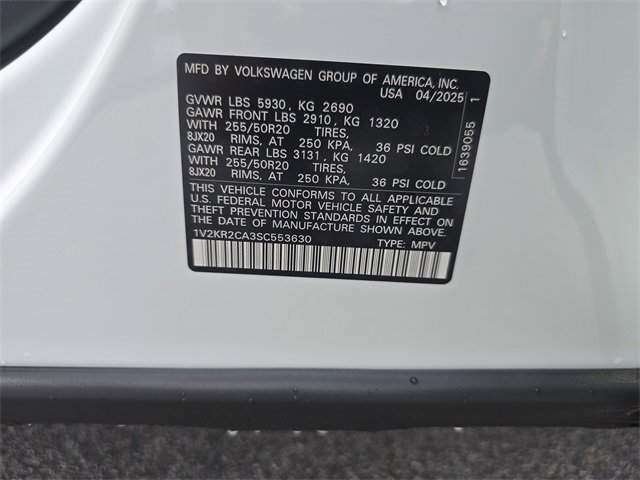 MFD BY VOLKSWAGEN GROUP OF AMERICA, INC.
USA 04/2025
GVWR LBS 5930, KG 2690
GAWR FRONT LBS 2910, KG 1320
WITH 255/50R20 TIRES,
8JX20 RIMS, AT 250 KPA, 36 PSI COLD
GAWR REAR LBS 3131, KG 1420
WITH 255/50R20 TIRES,
8JX20 RIMS, AT 250 KPA, 36 PSI COLD
THIS VEHICLE CONFORMS TO ALL APPLICABLE
U.S. FEDERAL MOTOR VEHICLE SAFETY AND
THEFT PREVENTION STANDARDS IN EFFECT ON
THE DATE OF MANUFACTURE SHOWN ABOVE.
1V2KR2CA3SC553630 TYPE: MPV
1639055 1